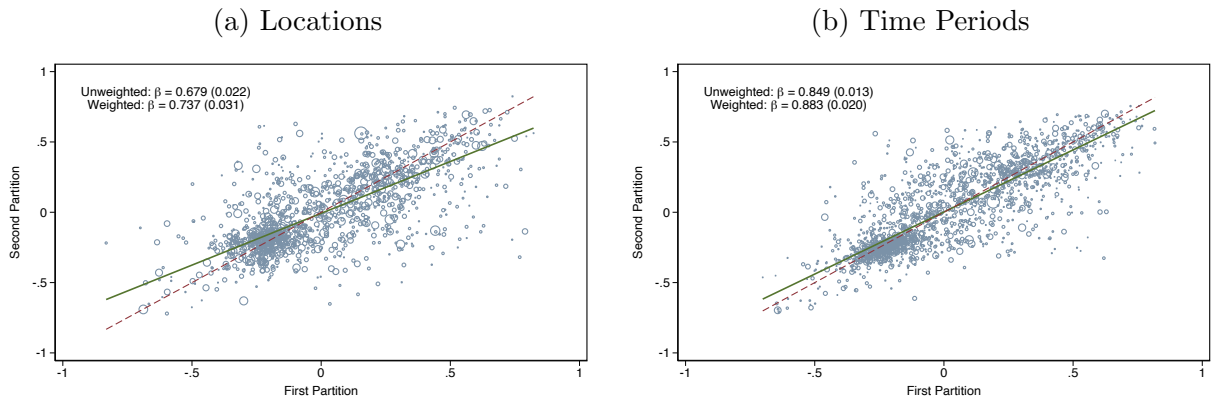 (a) Locations
Unweighted: β = 0.679 (0.022)
Weighted: β = 0.737 (0.031)
1
.5
0
-.5
-1
Second Partition
-1
-.5
0
.5
1
First Partition
(b) Time Periods
Unweighted: β = 0.849 (0.013)
Weighted: β = 0.883 (0.020)
1
.5
0
-.5
-1
Second Partition
-1
-.5
0
.5
1
First Partition